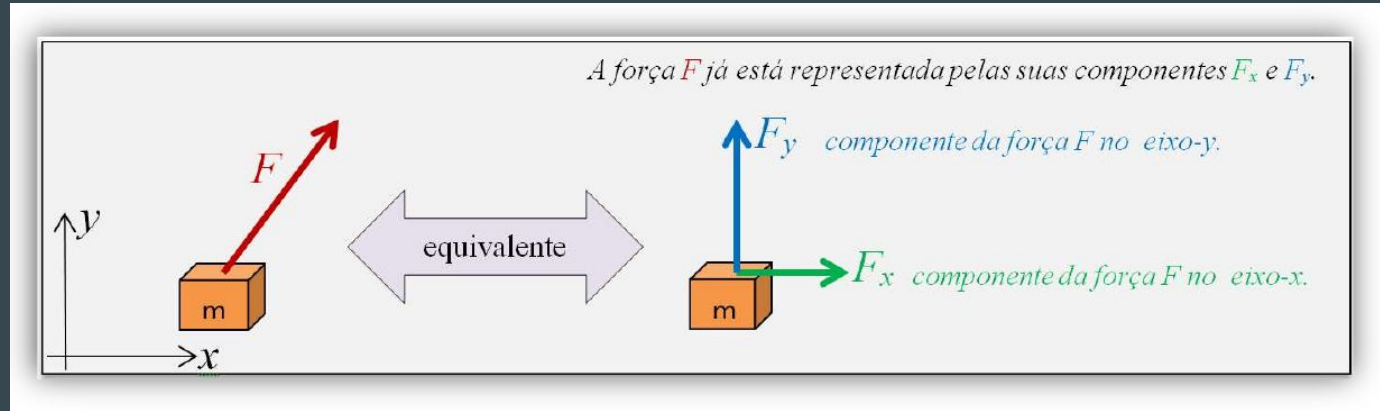 A força F já está representada pelas suas componentes Fx e Fy.
F
Fy componente da força F no eixo-y.
y
equivalente
Fx componente da força F no eixo-x.
m
m
x